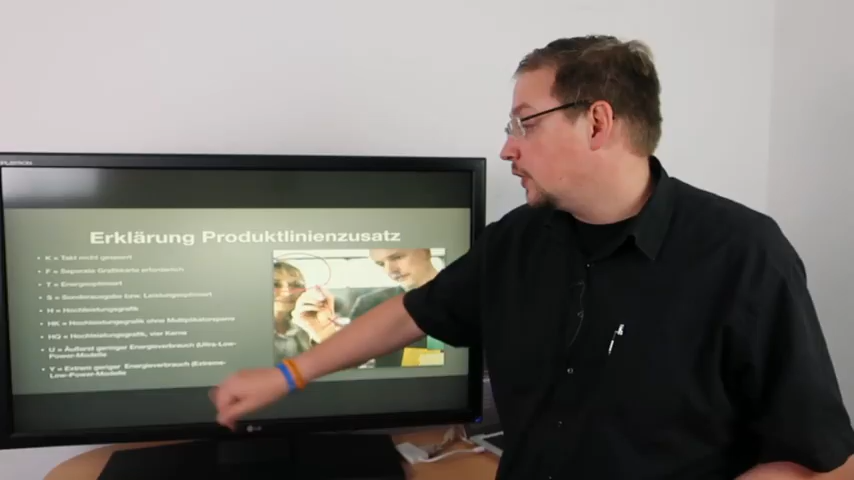 Erklärung Produktlinienzusatz
• K = Takt nicht gesperrt
• F = Separate Grafikkarte erforderlich
• T = Energieoptimiert
• S = Sonderausgabe bzw. Leistungsoptimiert
• H = Hochleistungsgrafik
• HK = Hochleistungsgrafik ohne Multiplikatorsperre
• HQ = Hochleistungsgrafik, vier Kerne
• U = Äußerst geringer Energieverbrauch (Ultra-Low-
Power-Modelle
• Y = Extrem geriger Energieverbrauch (Extreme-
Low-Power-Modelle
LG